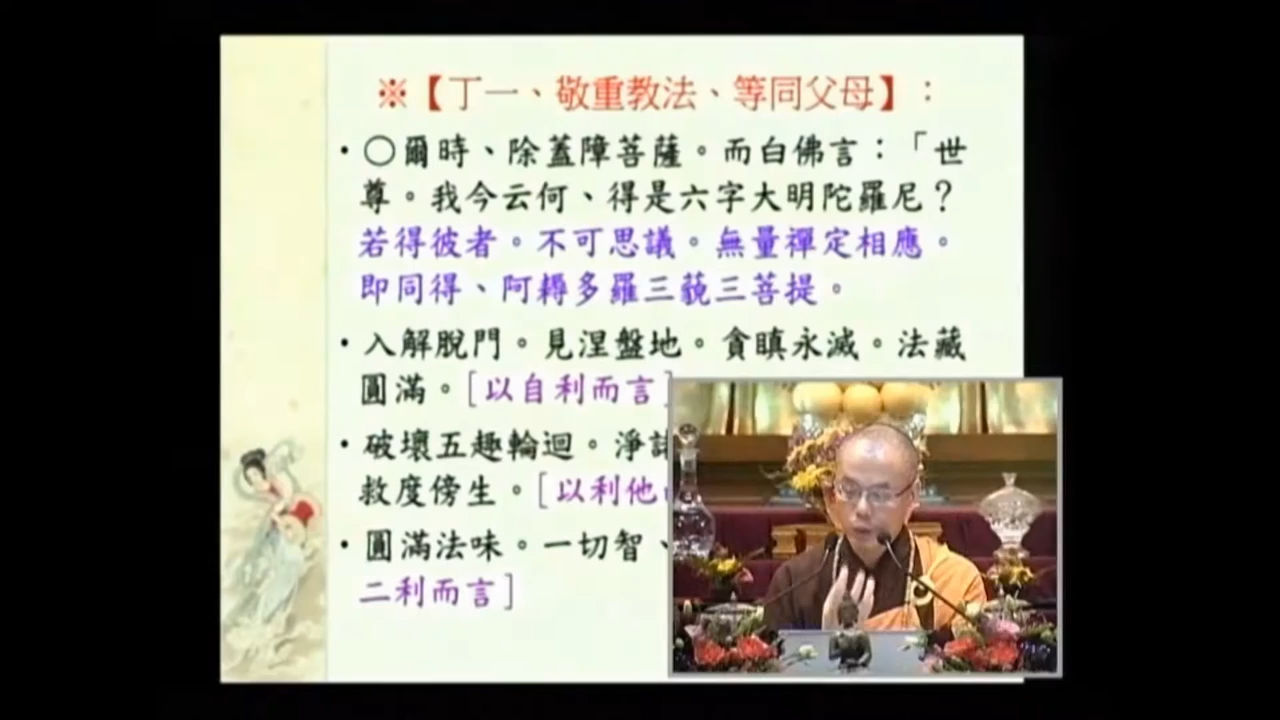 ※【丁一、敬重教法、等同父母】：
•○爾時、除蓋障菩薩。而白佛言：「世
尊。我今云何、得是六字大明陀羅尼？
若得彼者。不可思議。無量禪定相應。
即同得、阿耨多羅三藐三菩提。
•入解脫門。見涅盤地。貪瞋永滅。法藏
圓滿。[以自利而言]
•破壞五趣輪迴。淨
救度傍生。[以利他
•圓滿法味。一切智、
二利而言]